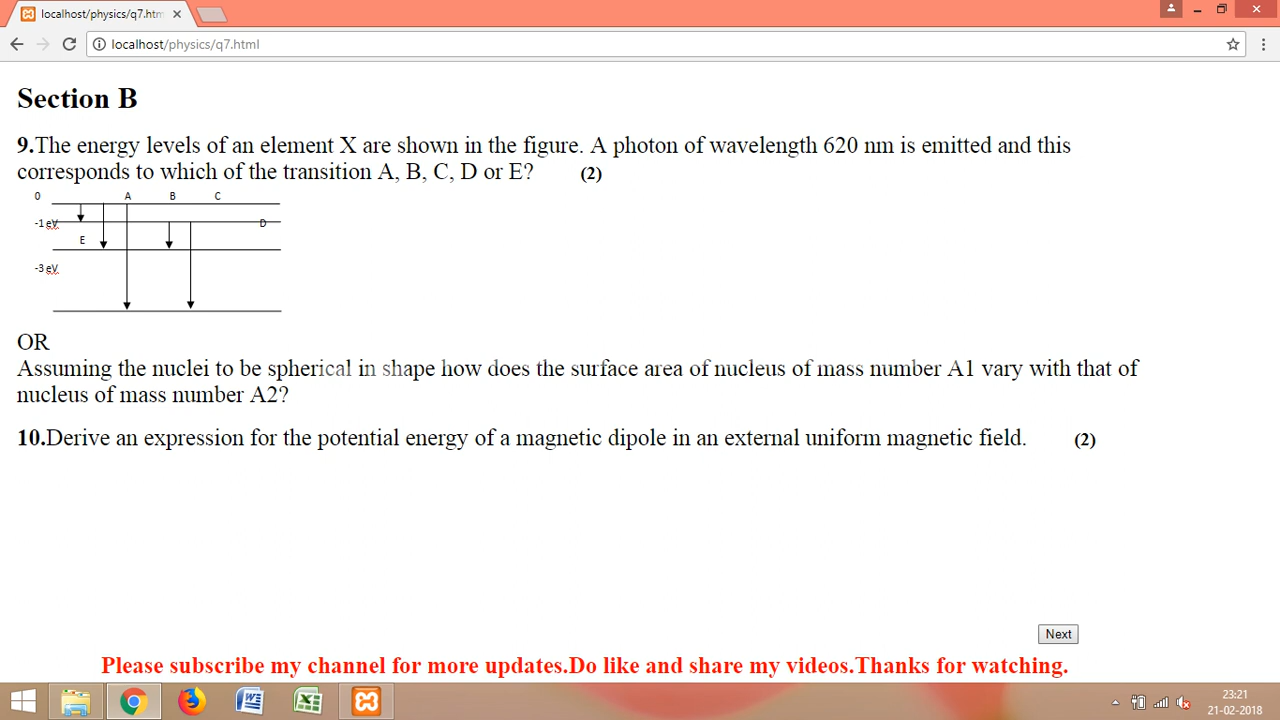 localhost/physics/q7.htm
localhost/physics/q7.html
Section B
9.The energy levels of an element X are shown in the figure. A photon of wavelength 620 nm is emitted and this
corresponds to which of the transition A, B, C, D or E? (2)
0 A B C
-1 eV D
E
-3 eV
OR
Assuming the nuclei to be spherical in shape how does the surface area of nucleus of mass number A1 vary with that of
nucleus of mass number A2?
10.Derive an expression for the potential energy of a magnetic dipole in an external uniform magnetic field. (2)
Next
Please subscribe my channel for more updates.Do like and share my videos.Thanks for watching.
23:21
21-02-2018